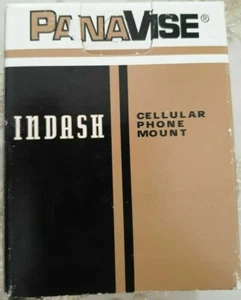 PANAVISE®
INDASH
CELLULAR
PHONE
MOUNT